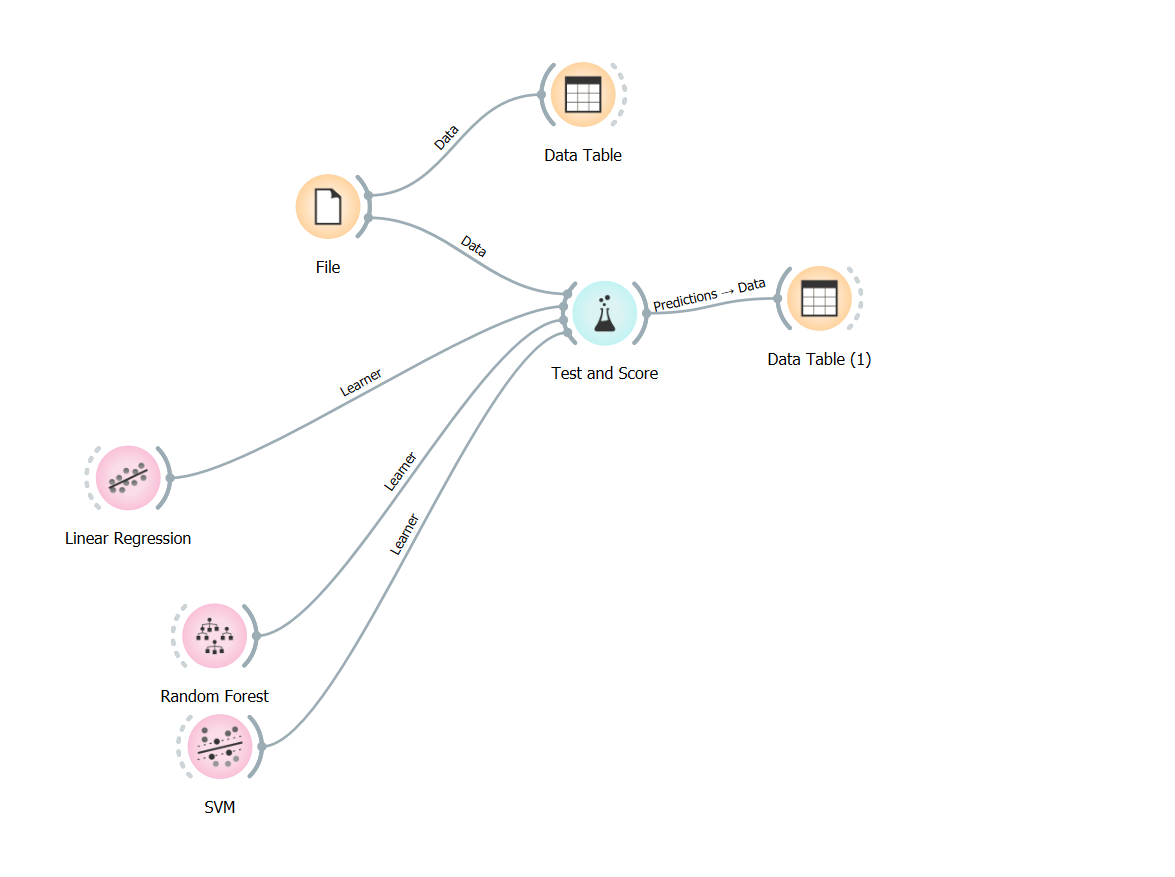 Data Table
Data
File
Data
Predictions → Data
Test and Score
Data Table (1)
Learner
Linear Regression
Learner
Learner
Random Forest
SVM